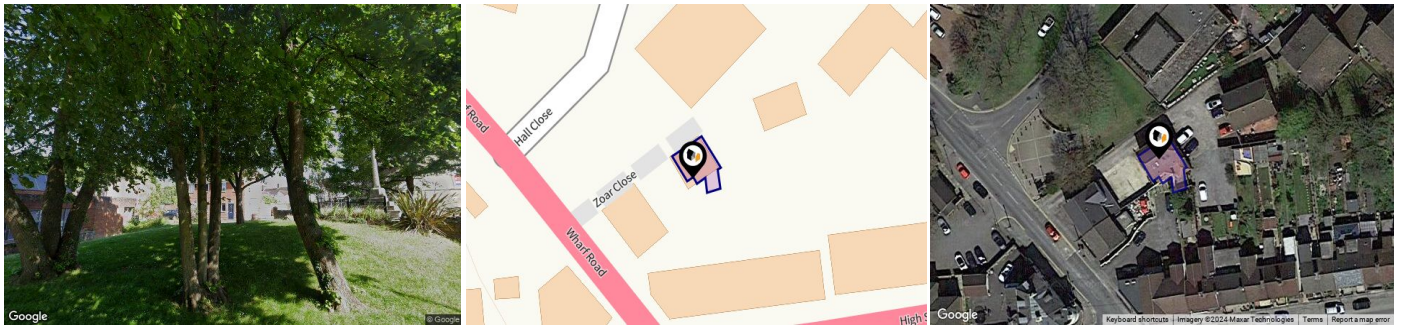 Google
© Google
f Road
Hall Close
Zoar Close
Wharf Road
High s
Google
Keyboard shortcuts
Imagery ©2024 Maxar Technologies
Terms
Report a map error